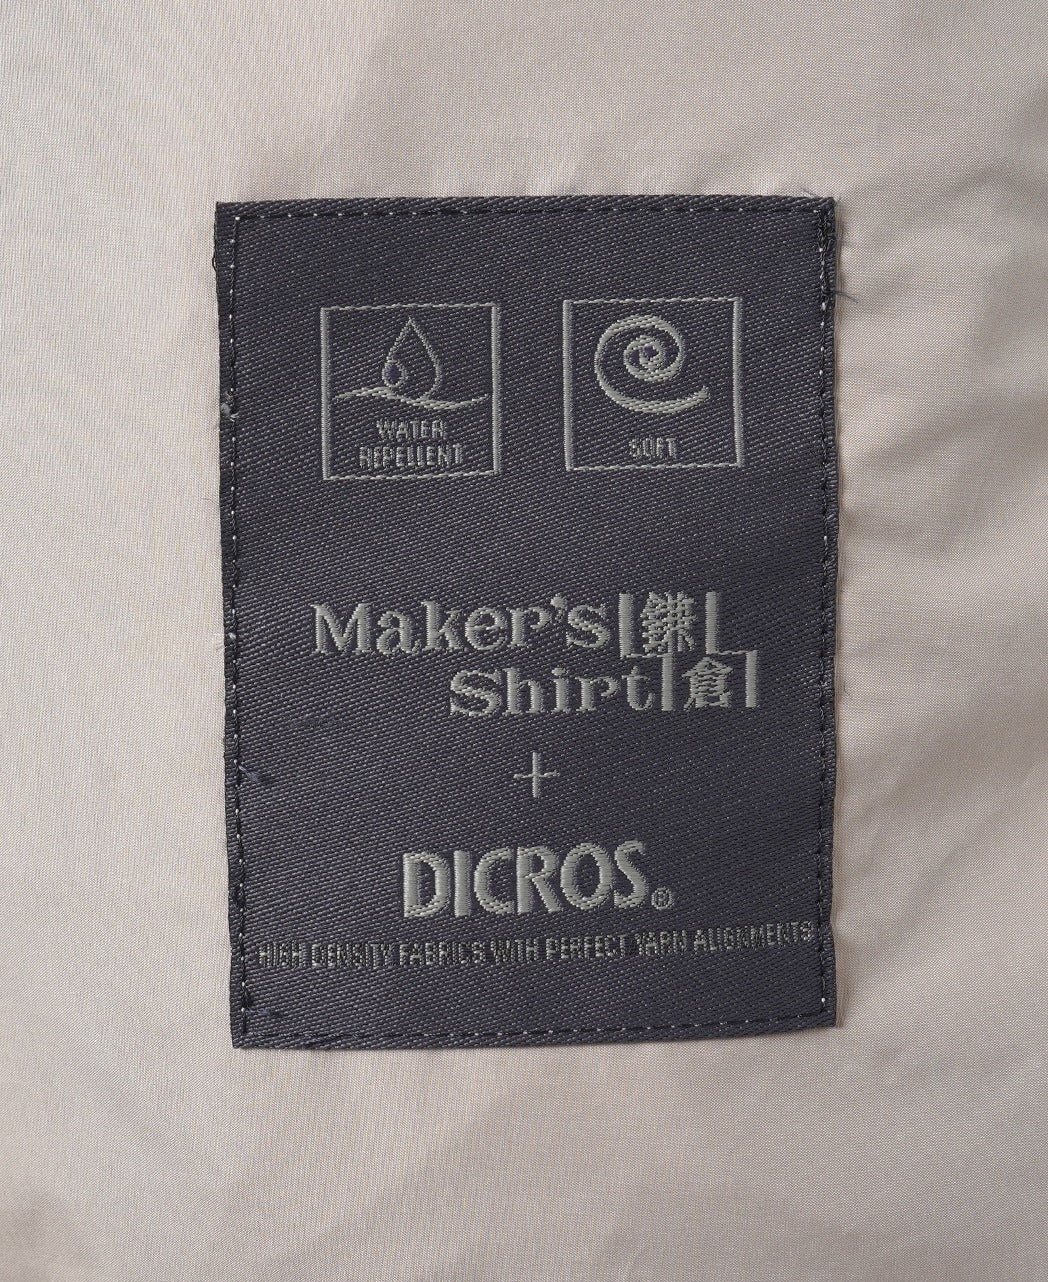 WATER
REPELLENT
SOFT
Maker's 鎌
Shirt 倉
+
DICROS®
HIGH DENSITY FABRICS WITH PERFECT YARN ALIGNMENTS